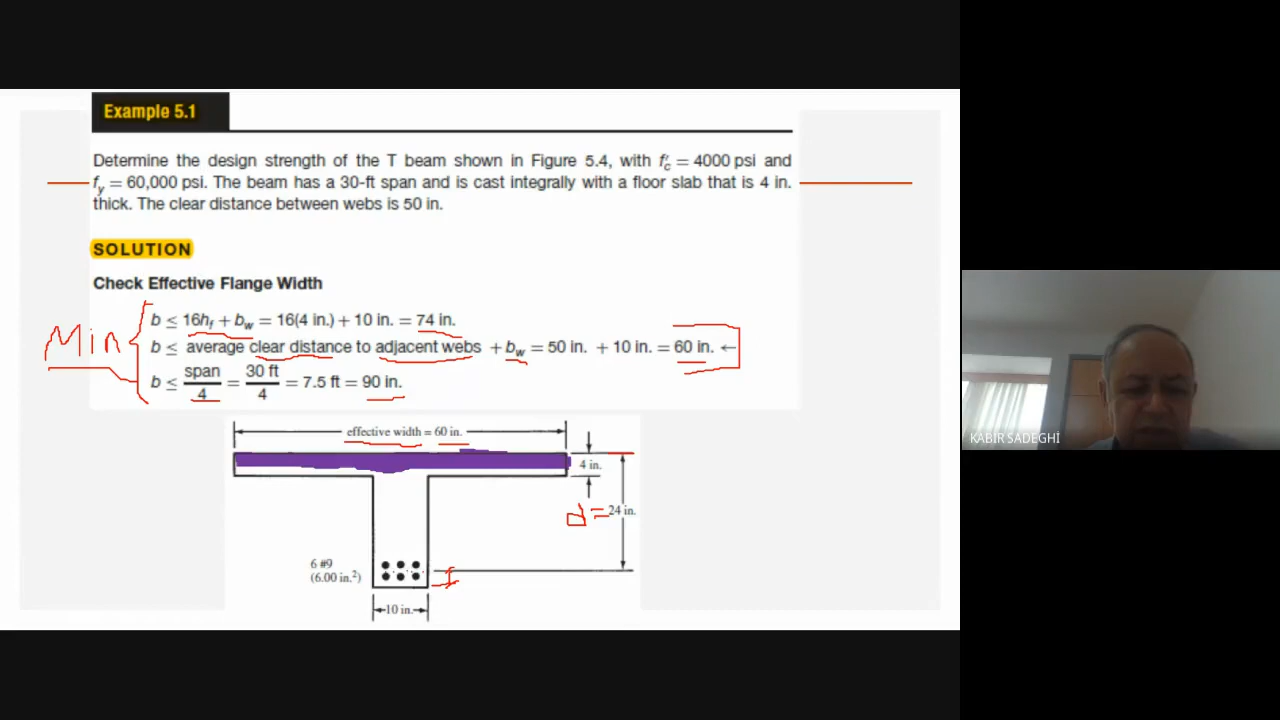 Example 5.1
Determine the design strength of the T beam shown in Figure 5.4, with f′c = 4000 psi and
fy = 60,000 psi. The beam has a 30-ft span and is cast integrally with a floor slab that is 4 in.
thick. The clear distance between webs is 50 in.
SOLUTION
Check Effective Flange Width
b ≤ 16hf + bw = 16(4 in.) + 10 in. = 74 in.
Min
b ≤ average clear distance to adjacent webs + bw = 50 in. + 10 in. = 60 in. ←
b ≤ span/4 = 30 ft/4 = 7.5 ft = 90 in.
effective width = 60 in.
4 in.
d = 24 in.
6 #9
(6.00 in.²)
10 in.
KABIR SADEGHİ